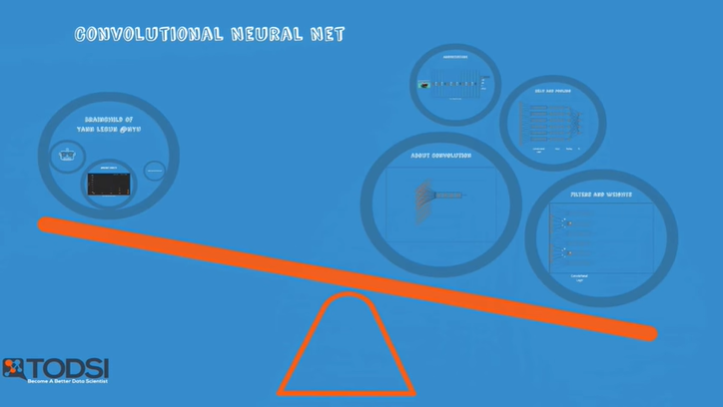 CONVOLUTIONAL NEURAL NET
BRAINCHILD OF
YANN LECUN @NYU
ABOUT CONVOLUTION
RELU AND POOLING
FILTERS AND WEIGHTS
TODSI
Become A Better Data Scientist